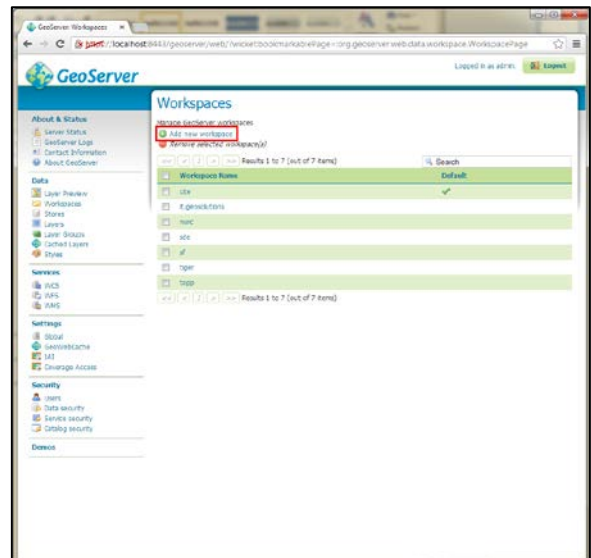 GeoServer: Workspaces
https://localhost:8443/geoserver/web/?wicket:bookmarkablePage=:org.geoserver.web.data.workspace.WorkspacePage
GeoServer
Logged in as admin.
Logout
About & Status
Server Status
GeoServer Logs
Contact Information
About GeoServer
Data
Layer Preview
Workspaces
Stores
Layers
Layer Groups
Cached Layers
Styles
Services
WCS
WFS
WMS
Settings
Global
GeoWebCache
JAI
Coverage Access
Security
Users
Data security
Service security
Catalog security
Demos
Workspaces
Manage GeoServer workspaces
Add new workspace
Remove selected workspace(s)
<< < 1 > >> Results 1 to 7 (out of 7 items)
Search
Workspace Name Default
cite
it.geosolutions
nurc
sde
sf
tiger
topp
<< < 1 > >> Results 1 to 7 (out of 7 items)